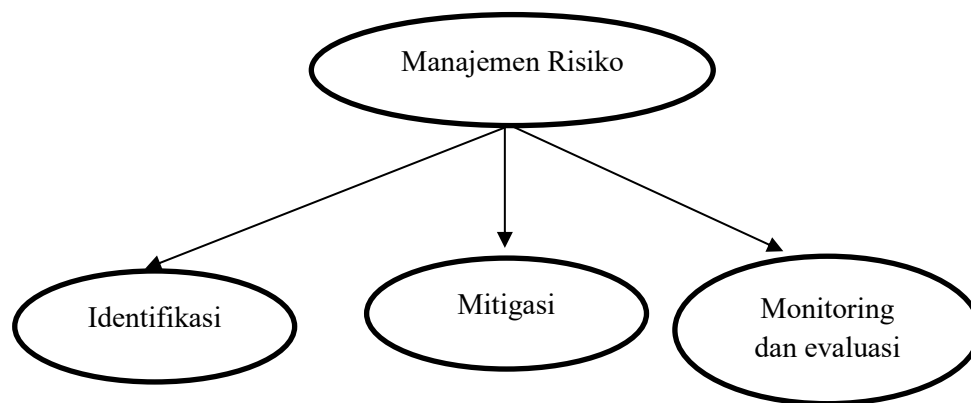 Manajemen Risiko
Identifikasi
Mitigasi
Monitoring
dan evaluasi